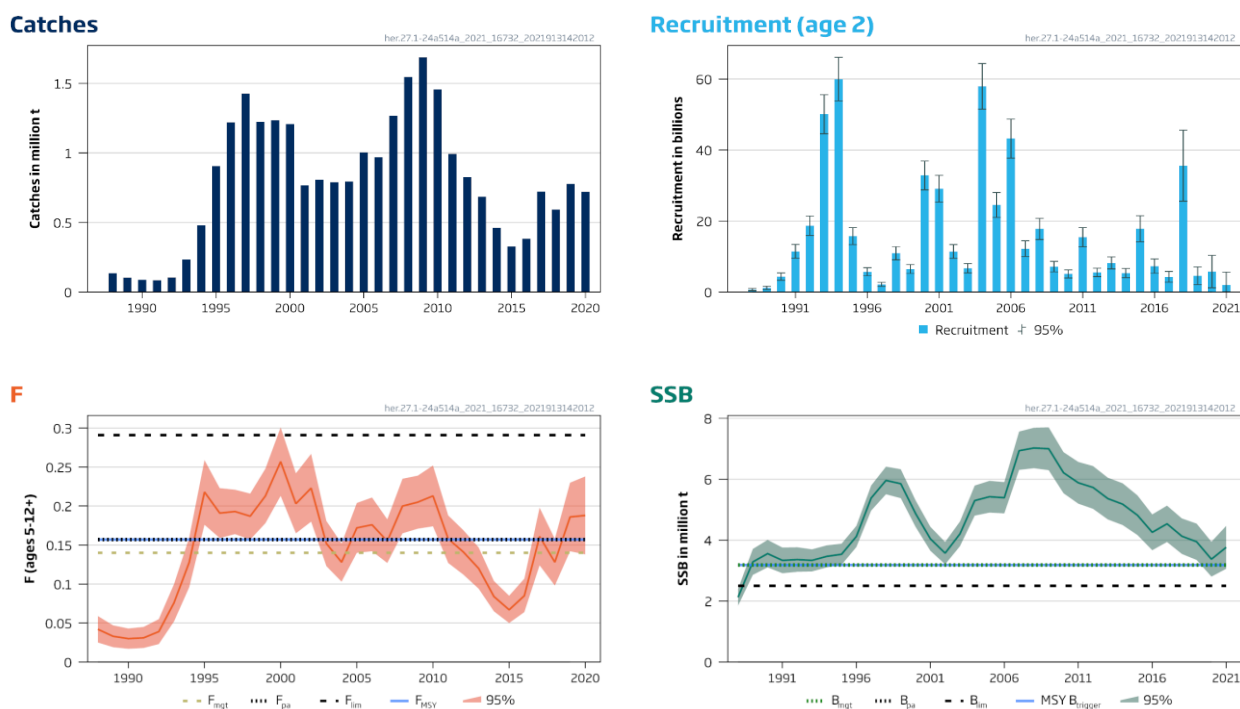 Catches
her.27.1-24a514a_2021_16732_2021913142012
Catches in million t
1.5
1
0.5
0
1990 1995 2000 2005 2010 2015 2020
Recruitment (age 2)
her.27.1-24a514a_2021_16732_2021913142012
Recruitment in billions
60
40
20
0
1991 1996 2001 2006 2011 2016 2021
Recruitment 95%
F
her.27.1-24a514a_2021_16732_2021913142012
F (ages 5-12+)
0.3
0.25
0.2
0.15
0.1
0.05
0
1990 1995 2000 2005 2010 2015 2020
Fmgt Fpa Flim FMSY 95%
SSB
her.27.1-24a514a_2021_16732_2021913142012
SSB in million t
8
6
4
2
0
1991 1996 2001 2006 2011 2016 2021
Bmgt Bpa Blim MSY Btrigger 95%